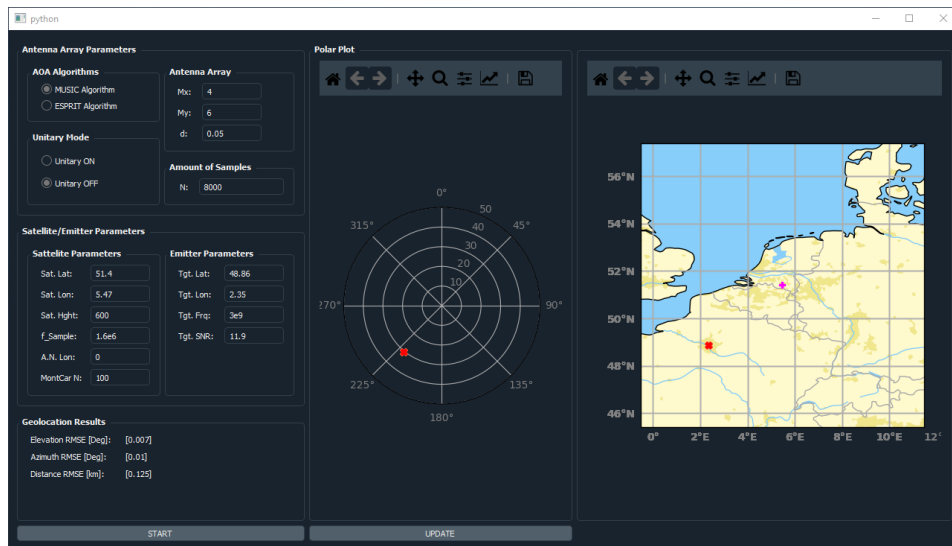 python
Antenna Array Parameters
AOA Algorithms
MUSIC Algorithm
ESPRIT Algorithm
Unitary Mode
Unitary ON
Unitary OFF
Antenna Array
Mx: 4
My: 6
d: 0.05
Amount of Samples
N: 8000
Satellite/Emitter Parameters
Sattelite Parameters
Sat. Lat: 51.4
Sat. Lon: 5.47
Sat. Hght: 600
f_Sample: 1.6e6
A.N. Lon: 0
MontCar N: 100
Emitter Parameters
Tgt. Lat: 48.86
Tgt. Lon: 2.35
Tgt. Frq: 3e9
Tgt. SNR: 11.9
Geolocation Results
Elevation RMSE [Deg]: [0.007]
Azimuth RMSE [Deg]: [0.01]
Distance RMSE [km]: [0.125]
START
Polar Plot
0°
45°
90°
135°
180°
225°
270°
315°
10
20
30
40
50
UPDATE
56°N
54°N
52°N
50°N
48°N
46°N
0° 2°E 4°E 6°E 8°E 10°E 12°